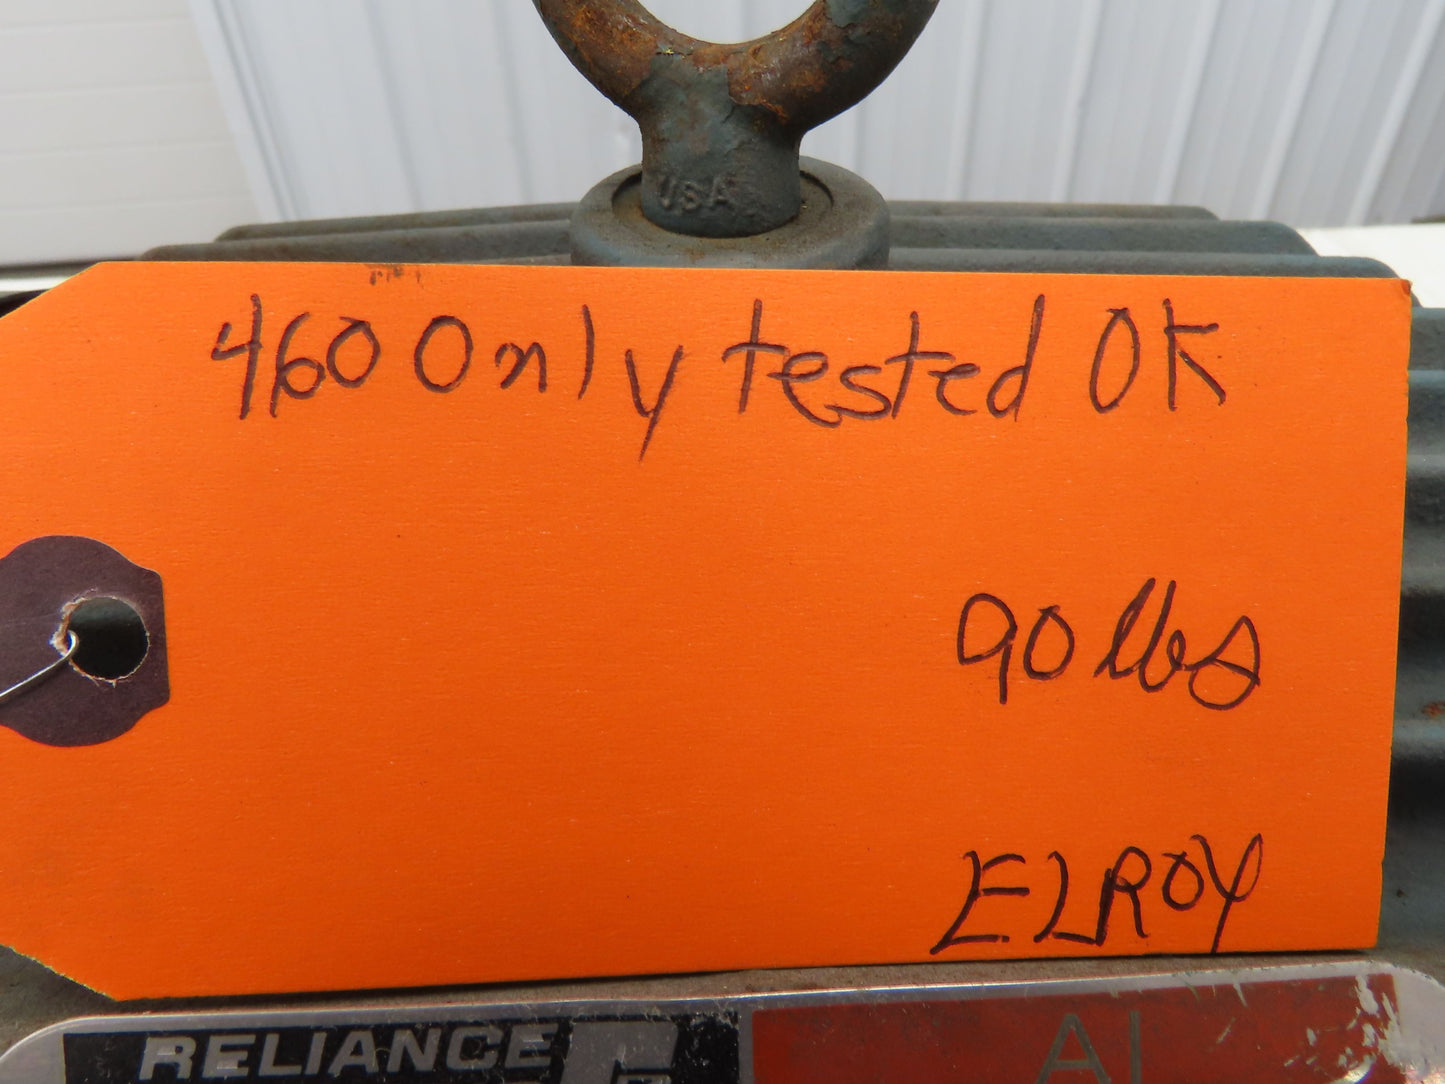 USA
460 Only tested OK
90 lbs
ELROY
RELIANCE